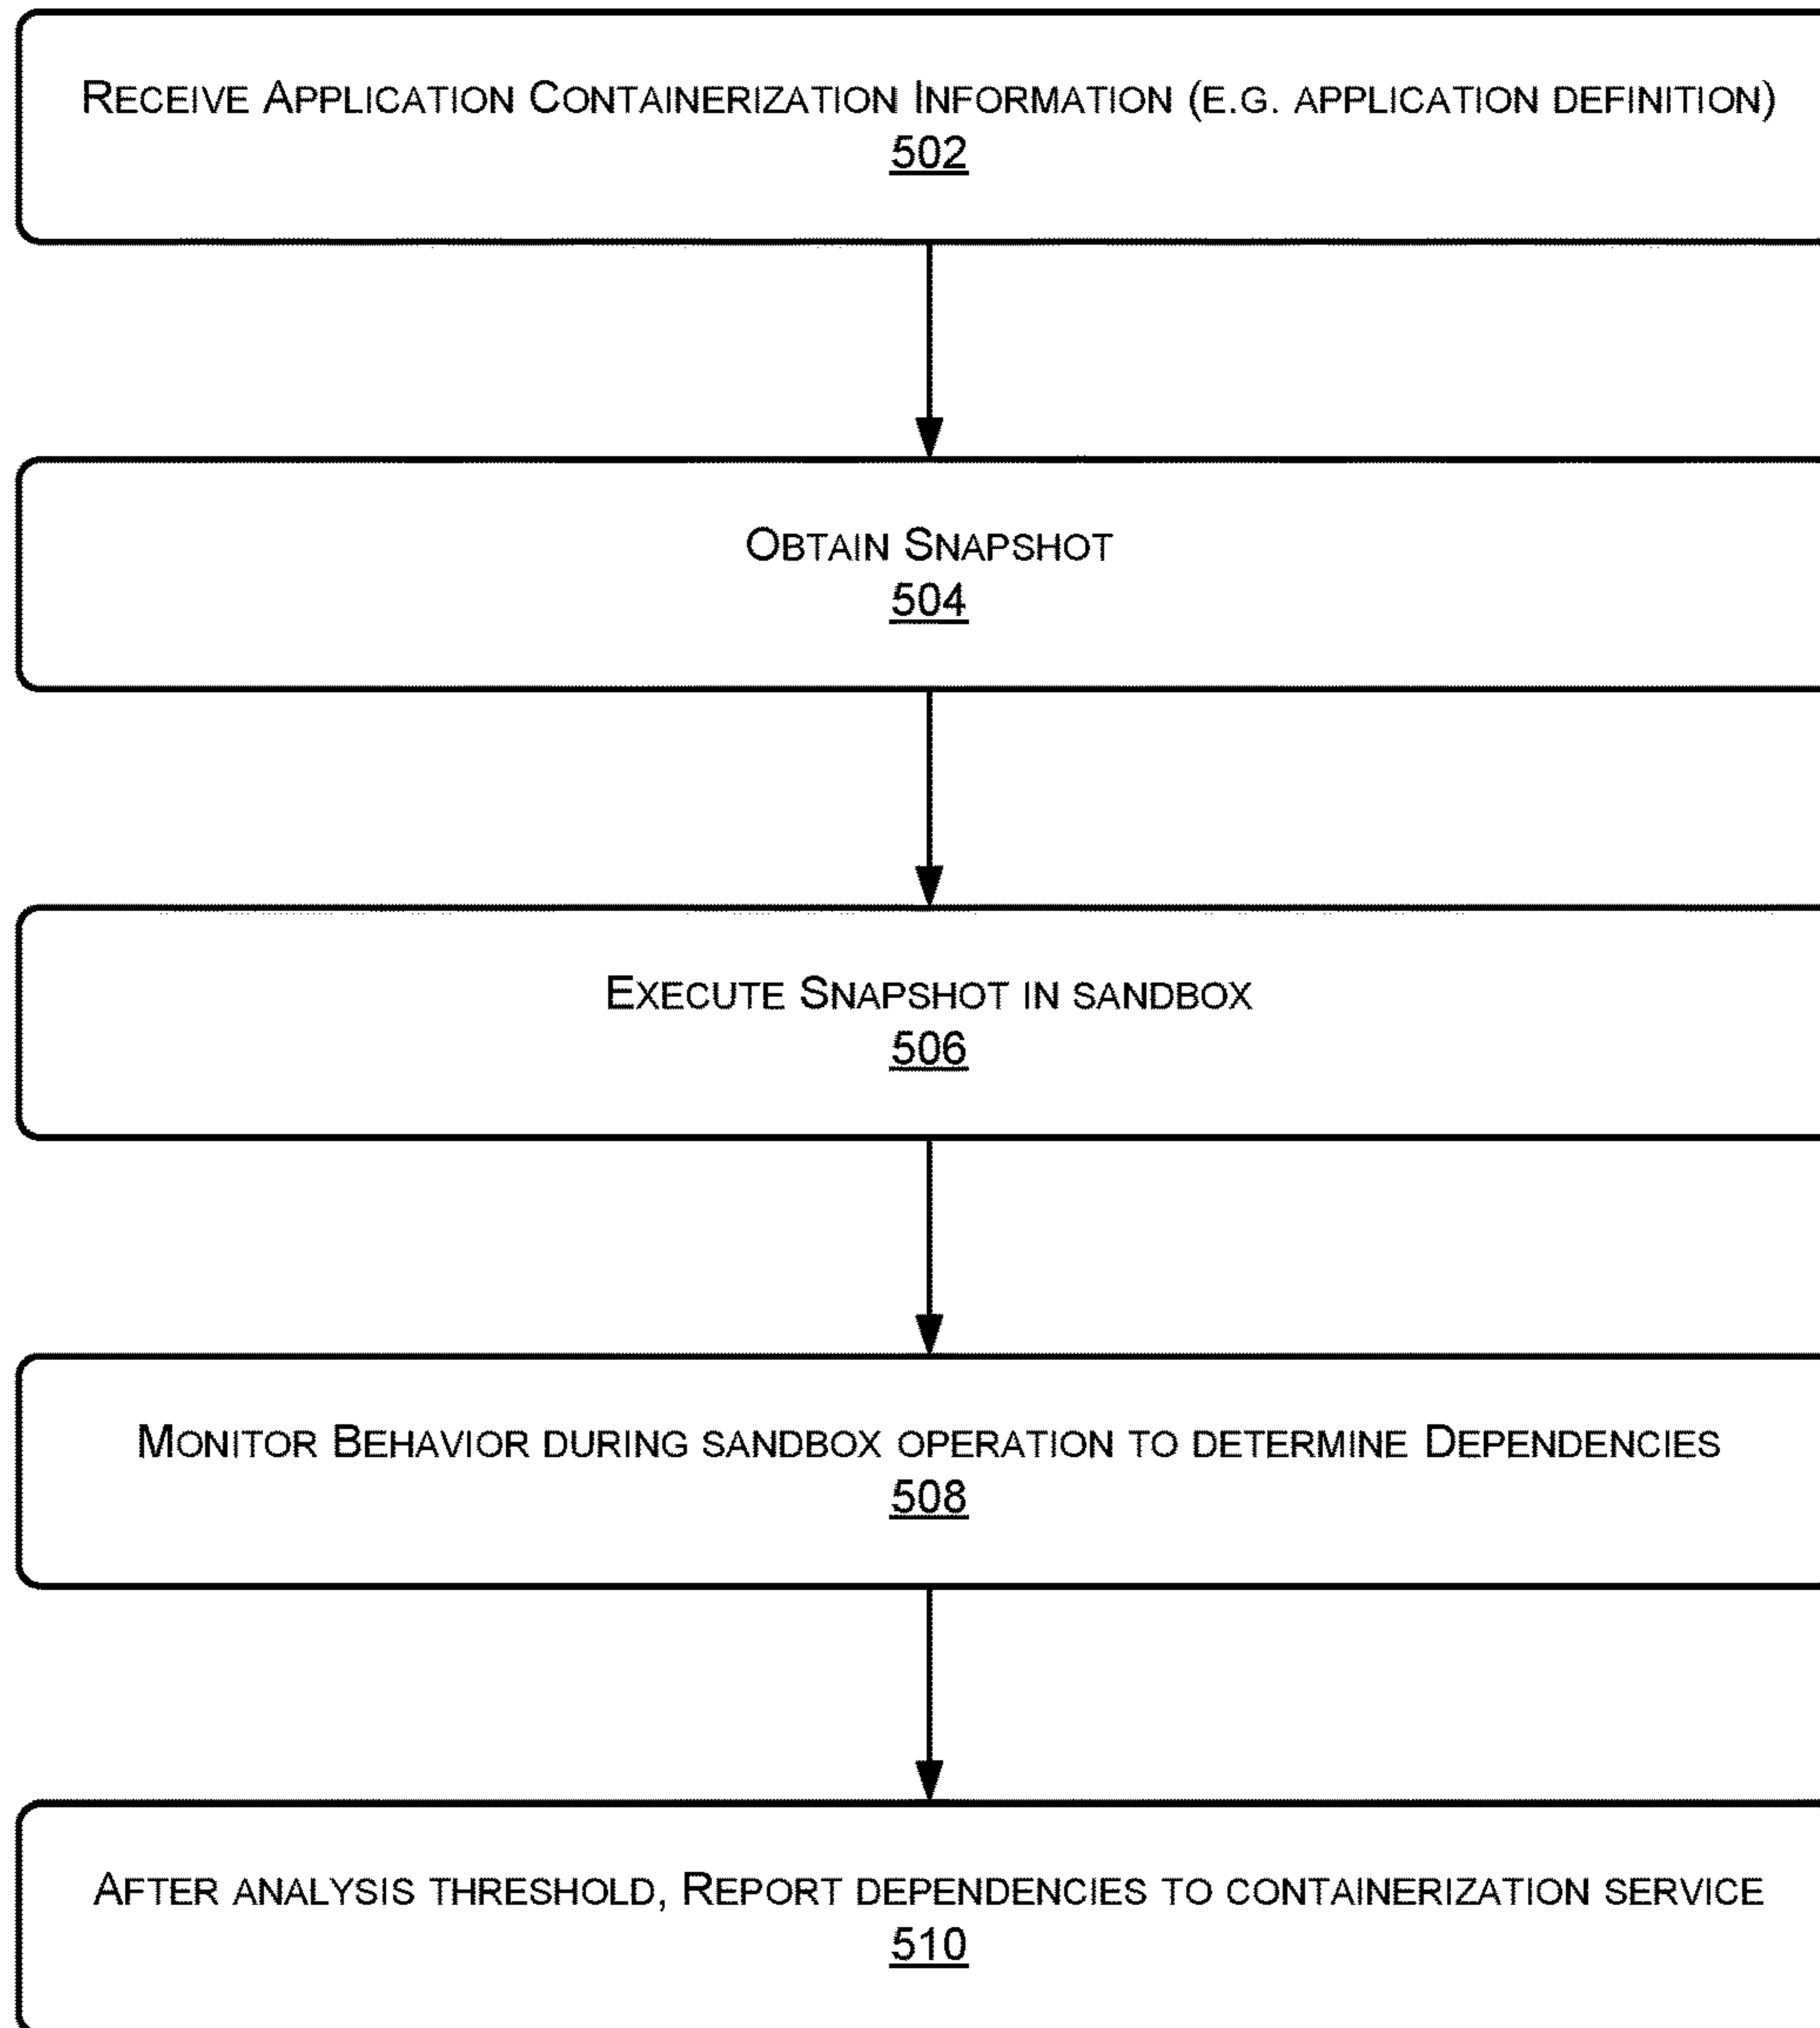 Receive Application Containerization Information (e.g. application definition)
502
Obtain Snapshot
504
Execute Snapshot in sandbox
506
Monitor Behavior during sandbox operation to determine Dependencies
508
After analysis threshold, Report dependencies to containerization service
510